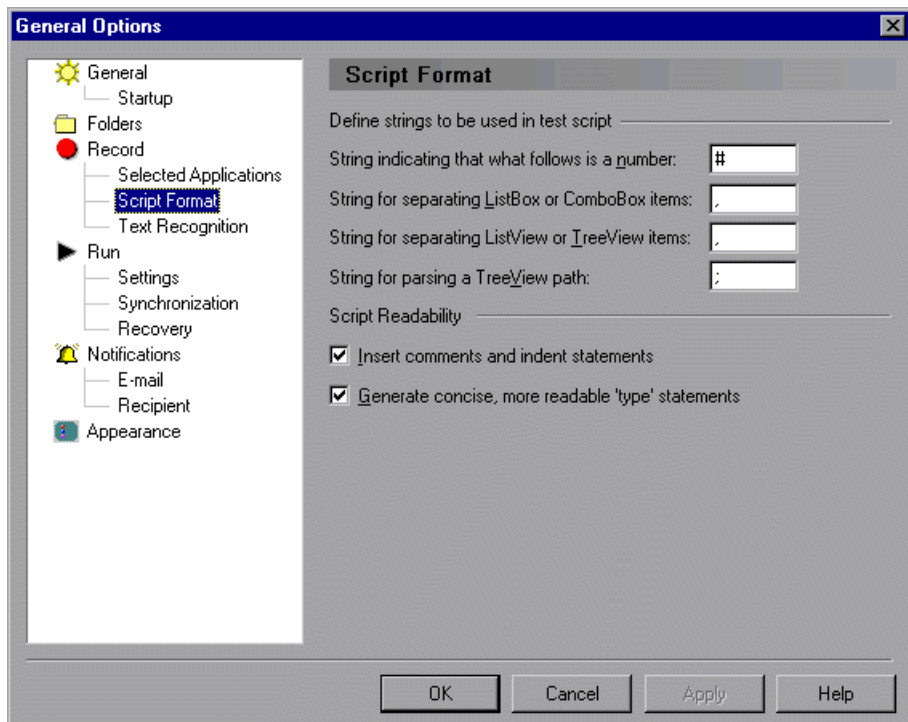 General Options
General
Startup
Folders
Record
Selected Applications
Script Format
Text Recognition
Run
Settings
Synchronization
Recovery
Notifications
E-mail
Recipient
Appearance
Script Format
Define strings to be used in test script
String indicating that what follows is a number: #
String for separating ListBox or ComboBox items: ,
String for separating ListView or TreeView items: ,
String for parsing a TreeView path: ;
Script Readability
Insert comments and indent statements
Generate concise, more readable 'type' statements
OK Cancel Apply Help